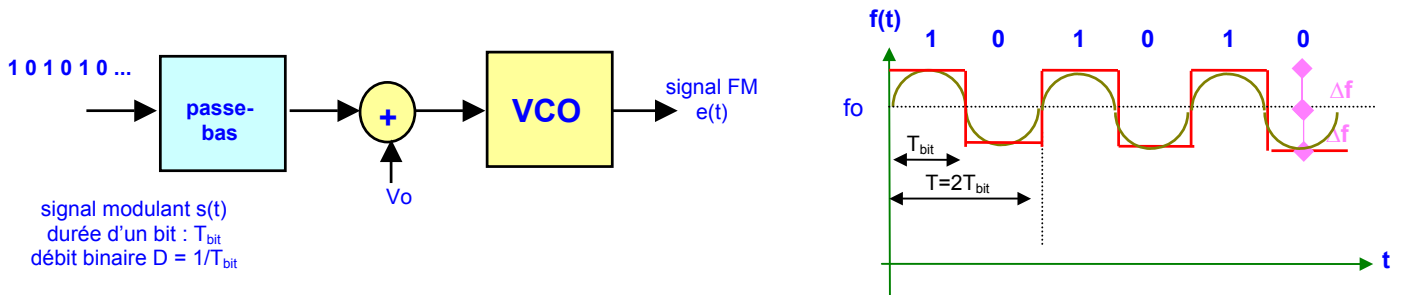 1 0 1 0 1 0 ...
passe-
bas
+
Vo
VCO
signal FM
e(t)
signal modulant s(t)
durée d'un bit : Tbit
débit binaire D = 1/Tbit
f(t)
1 0 1 0 1 0
Δf
fo
Δf
Tbit
T=2Tbit
t